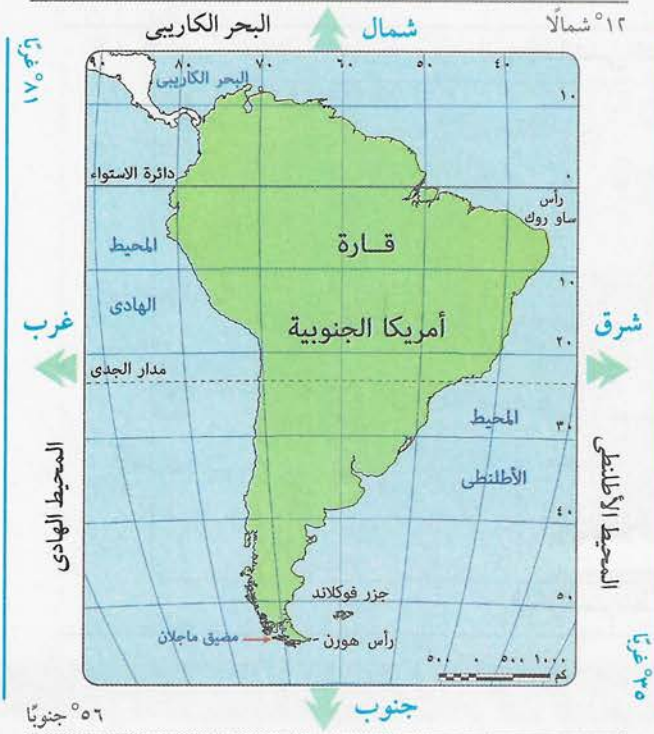 ١٢° شمالًا
شمال
البحر الكاريبى
٨١° غربًا
٩٠ ٨٠ ٧٠ ٦٠ ٥٠ ٤٠
البحر الكاريبى
١٠
دائرة الاستواء
٠
رأس
ساو روك
قــارة
المحيط
١٠
الهادى
أمريكا الجنوبية
شرق
غرب
٢٠
مدار الجدى
المحيط
٣٠
الأطلنطى
المحيط الأطلنطى
المحيط الهادى
٤٠
جزر فوكلاند
٥٠
رأس هورن
مضيق ماجلان
٥٠٠ ٠ ٥٠٠ ١٠٠٠
كم
٣٥° غربًا
جنوب
٥٦° جنوبًا